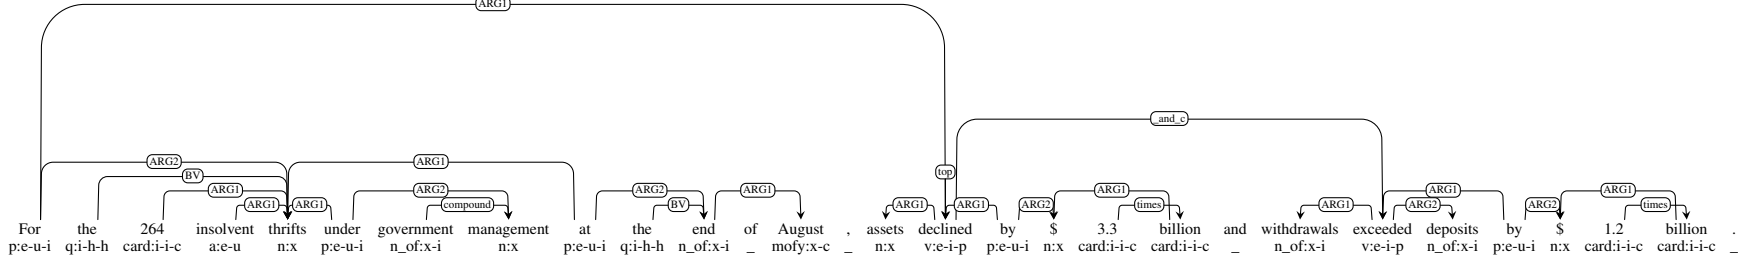 ARG1
_and_c
top
ARG2 ARG1
BV
ARG1 ARG2 ARG2 ARG1 ARG1 ARG1 ARG1
ARG1 ARG1 compound BV ARG1 ARG1 ARG2 times ARG1 ARG2 ARG2 times
For the 264 insolvent thrifts under government management at the end of August , assets declined by $ 3.3 billion and withdrawals exceeded deposits by $ 1.2 billion .
p:e-u-i q:i-h-h card:i-i-c a:e-u n:x p:e-u-i n_of:x-i n:x p:e-u-i q:i-h-h n_of:x-i _ mofy:x-c _ n:x v:e-i-p p:e-u-i n:x card:i-i-c card:i-i-c _ n_of:x-i v:e-i-p n_of:x-i p:e-u-i n:x card:i-i-c card:i-i-c _